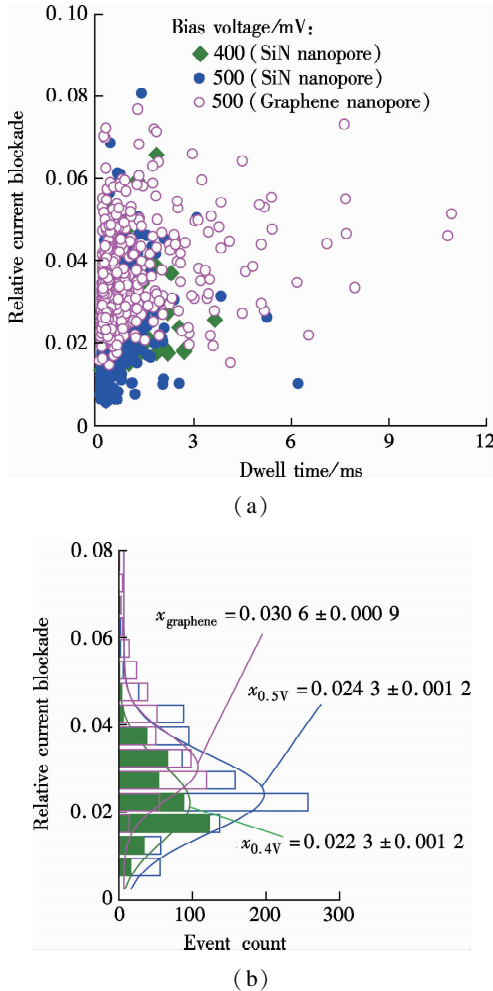 Bias voltage/mV:
400 (SiN nanopore)
500 (SiN nanopore)
500 (Graphene nanopore)
0.10
0.08
0.06
0.04
0.02
0
Relative current blockade
0 3 6 9 12
Dwell time/ms
(a)
0.08
0.06
0.04
0.02
0
Relative current blockade
x_graphene = 0.030 6 ± 0.000 9
x_0.5V = 0.024 3 ± 0.001 2
x_0.4V = 0.022 3 ± 0.001 2
0 100 200 300
Event count
(b)